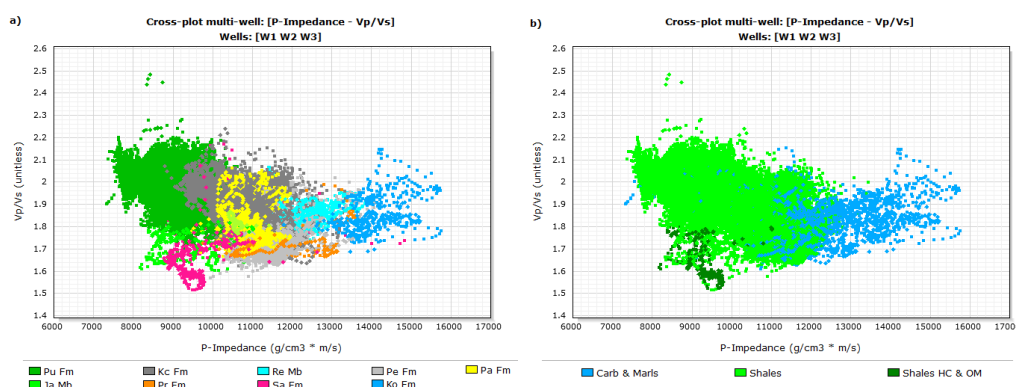 a)
Cross-plot multi-well: [P-Impedance - Vp/Vs]
Wells: [W1 W2 W3]
2.6
2.5
2.4
2.3
2.2
2.1
2
1.9
1.8
1.7
1.6
1.5
1.4
Vp/Vs (unitless)
6000 7000 8000 9000 10000 11000 12000 13000 14000 15000 16000 17000
P-Impedance (g/cm3 * m/s)
Pu Fm Kc Fm Re Mb Pe Fm Pa Fm
Ja Mb Pr Fm Sa Fm Ko Fm
b)
Cross-plot multi-well: [P-Impedance - Vp/Vs]
Wells: [W1 W2 W3]
2.6
2.5
2.4
2.3
2.2
2.1
2
1.9
1.8
1.7
1.6
1.5
1.4
Vp/Vs (unitless)
6000 7000 8000 9000 10000 11000 12000 13000 14000 15000 16000 1700
P-Impedance (g/cm3 * m/s)
Carb & Marls Shales Shales HC & OM